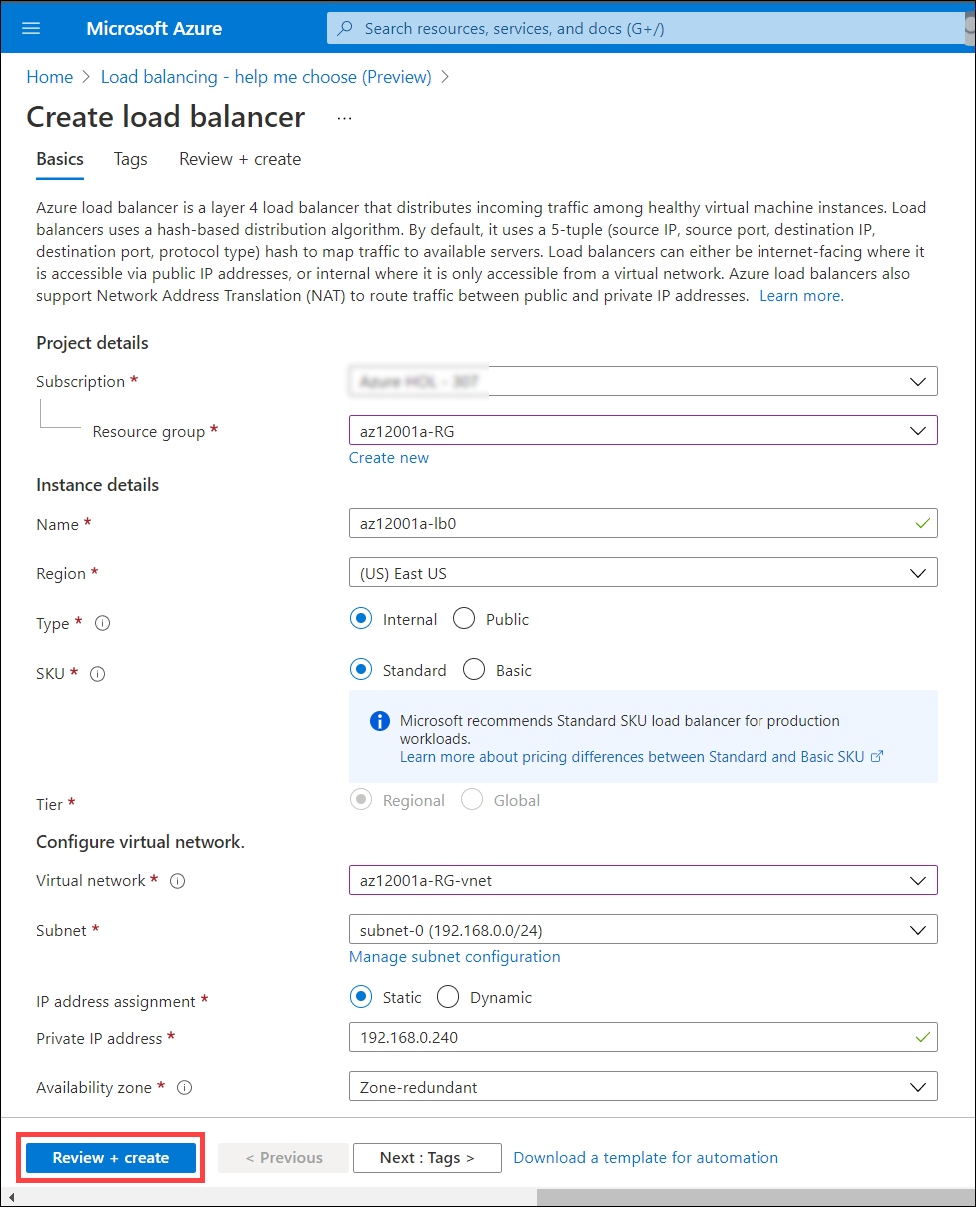 Microsoft Azure
Search resources, services, and docs (G+/)
Home > Load balancing - help me choose (Preview) >
Create load balancer ...
Basics Tags Review + create
Azure load balancer is a layer 4 load balancer that distributes incoming traffic among healthy virtual machine instances. Load
balancers uses a hash-based distribution algorithm. By default, it uses a 5-tuple (source IP, source port, destination IP,
destination port, protocol type) hash to map traffic to available servers. Load balancers can either be internet-facing where it
is accessible via public IP addresses, or internal where it is only accessible from a virtual network. Azure load balancers also
support Network Address Translation (NAT) to route traffic between public and private IP addresses. Learn more.
Project details
Subscription *
Resource group * az12001a-RG
Create new
Instance details
Name * az12001a-lb0
Region * (US) East US
Type * Internal Public
SKU * Standard Basic
Microsoft recommends Standard SKU load balancer for production
workloads.
Learn more about pricing differences between Standard and Basic SKU
Tier * Regional Global
Configure virtual network.
Virtual network * az12001a-RG-vnet
Subnet * subnet-0 (192.168.0.0/24)
Manage subnet configuration
IP address assignment * Static Dynamic
Private IP address * 192.168.0.240
Availability zone * Zone-redundant
Review + create < Previous Next : Tags > Download a template for automation